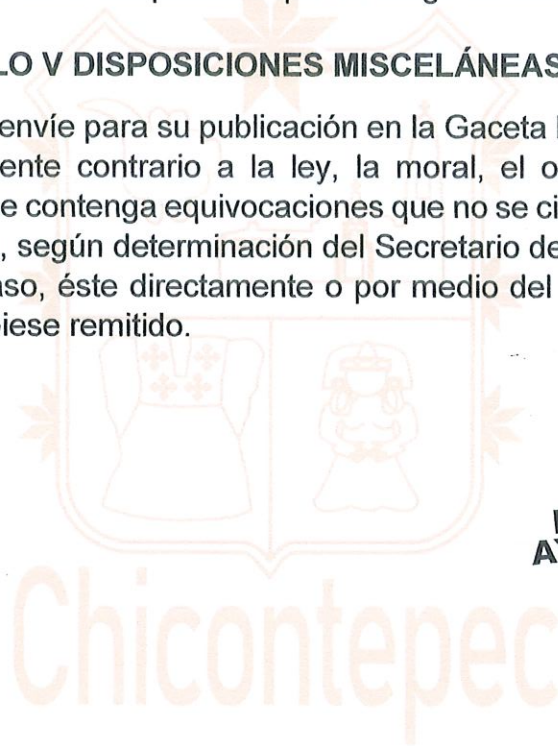 LO V DISPOSICIONES MISCELÁNEAS
envíe para su publicación en la Gaceta
ente contrario a la ley, la moral, el o
e contenga equivocaciones que no se ci
, según determinación del Secretario de
aso, éste directamente o por medio del
iese remitido.
Chicontepec